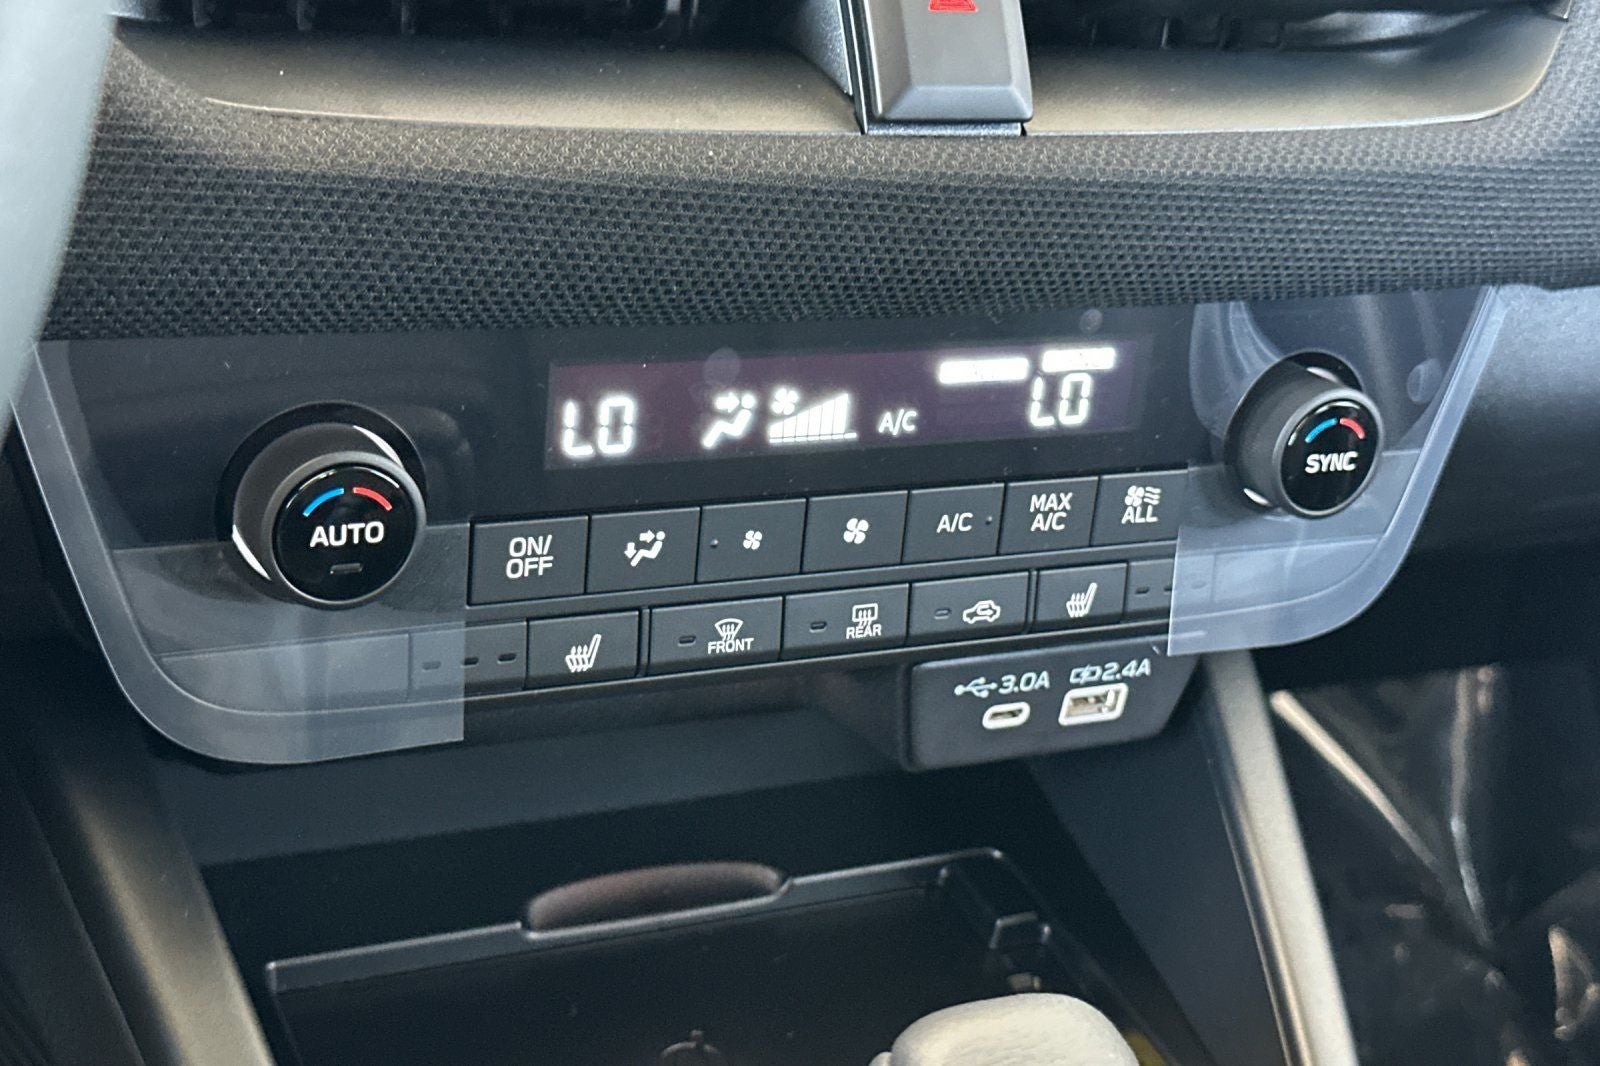 LO A/C LO
AUTO
SYNC
ON/
OFF
A/C
MAX
A/C
ALL
FRONT
REAR
3.0A
2.4A